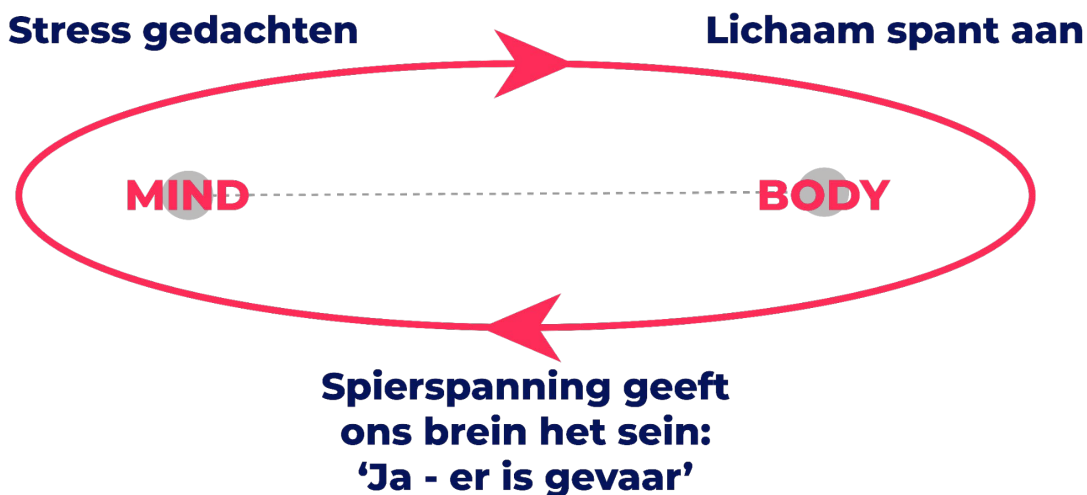 Stress gedachten
Lichaam spant aan
MIND
BODY
Spierspanning geeft
ons brein het sein:
‘Ja - er is gevaar’